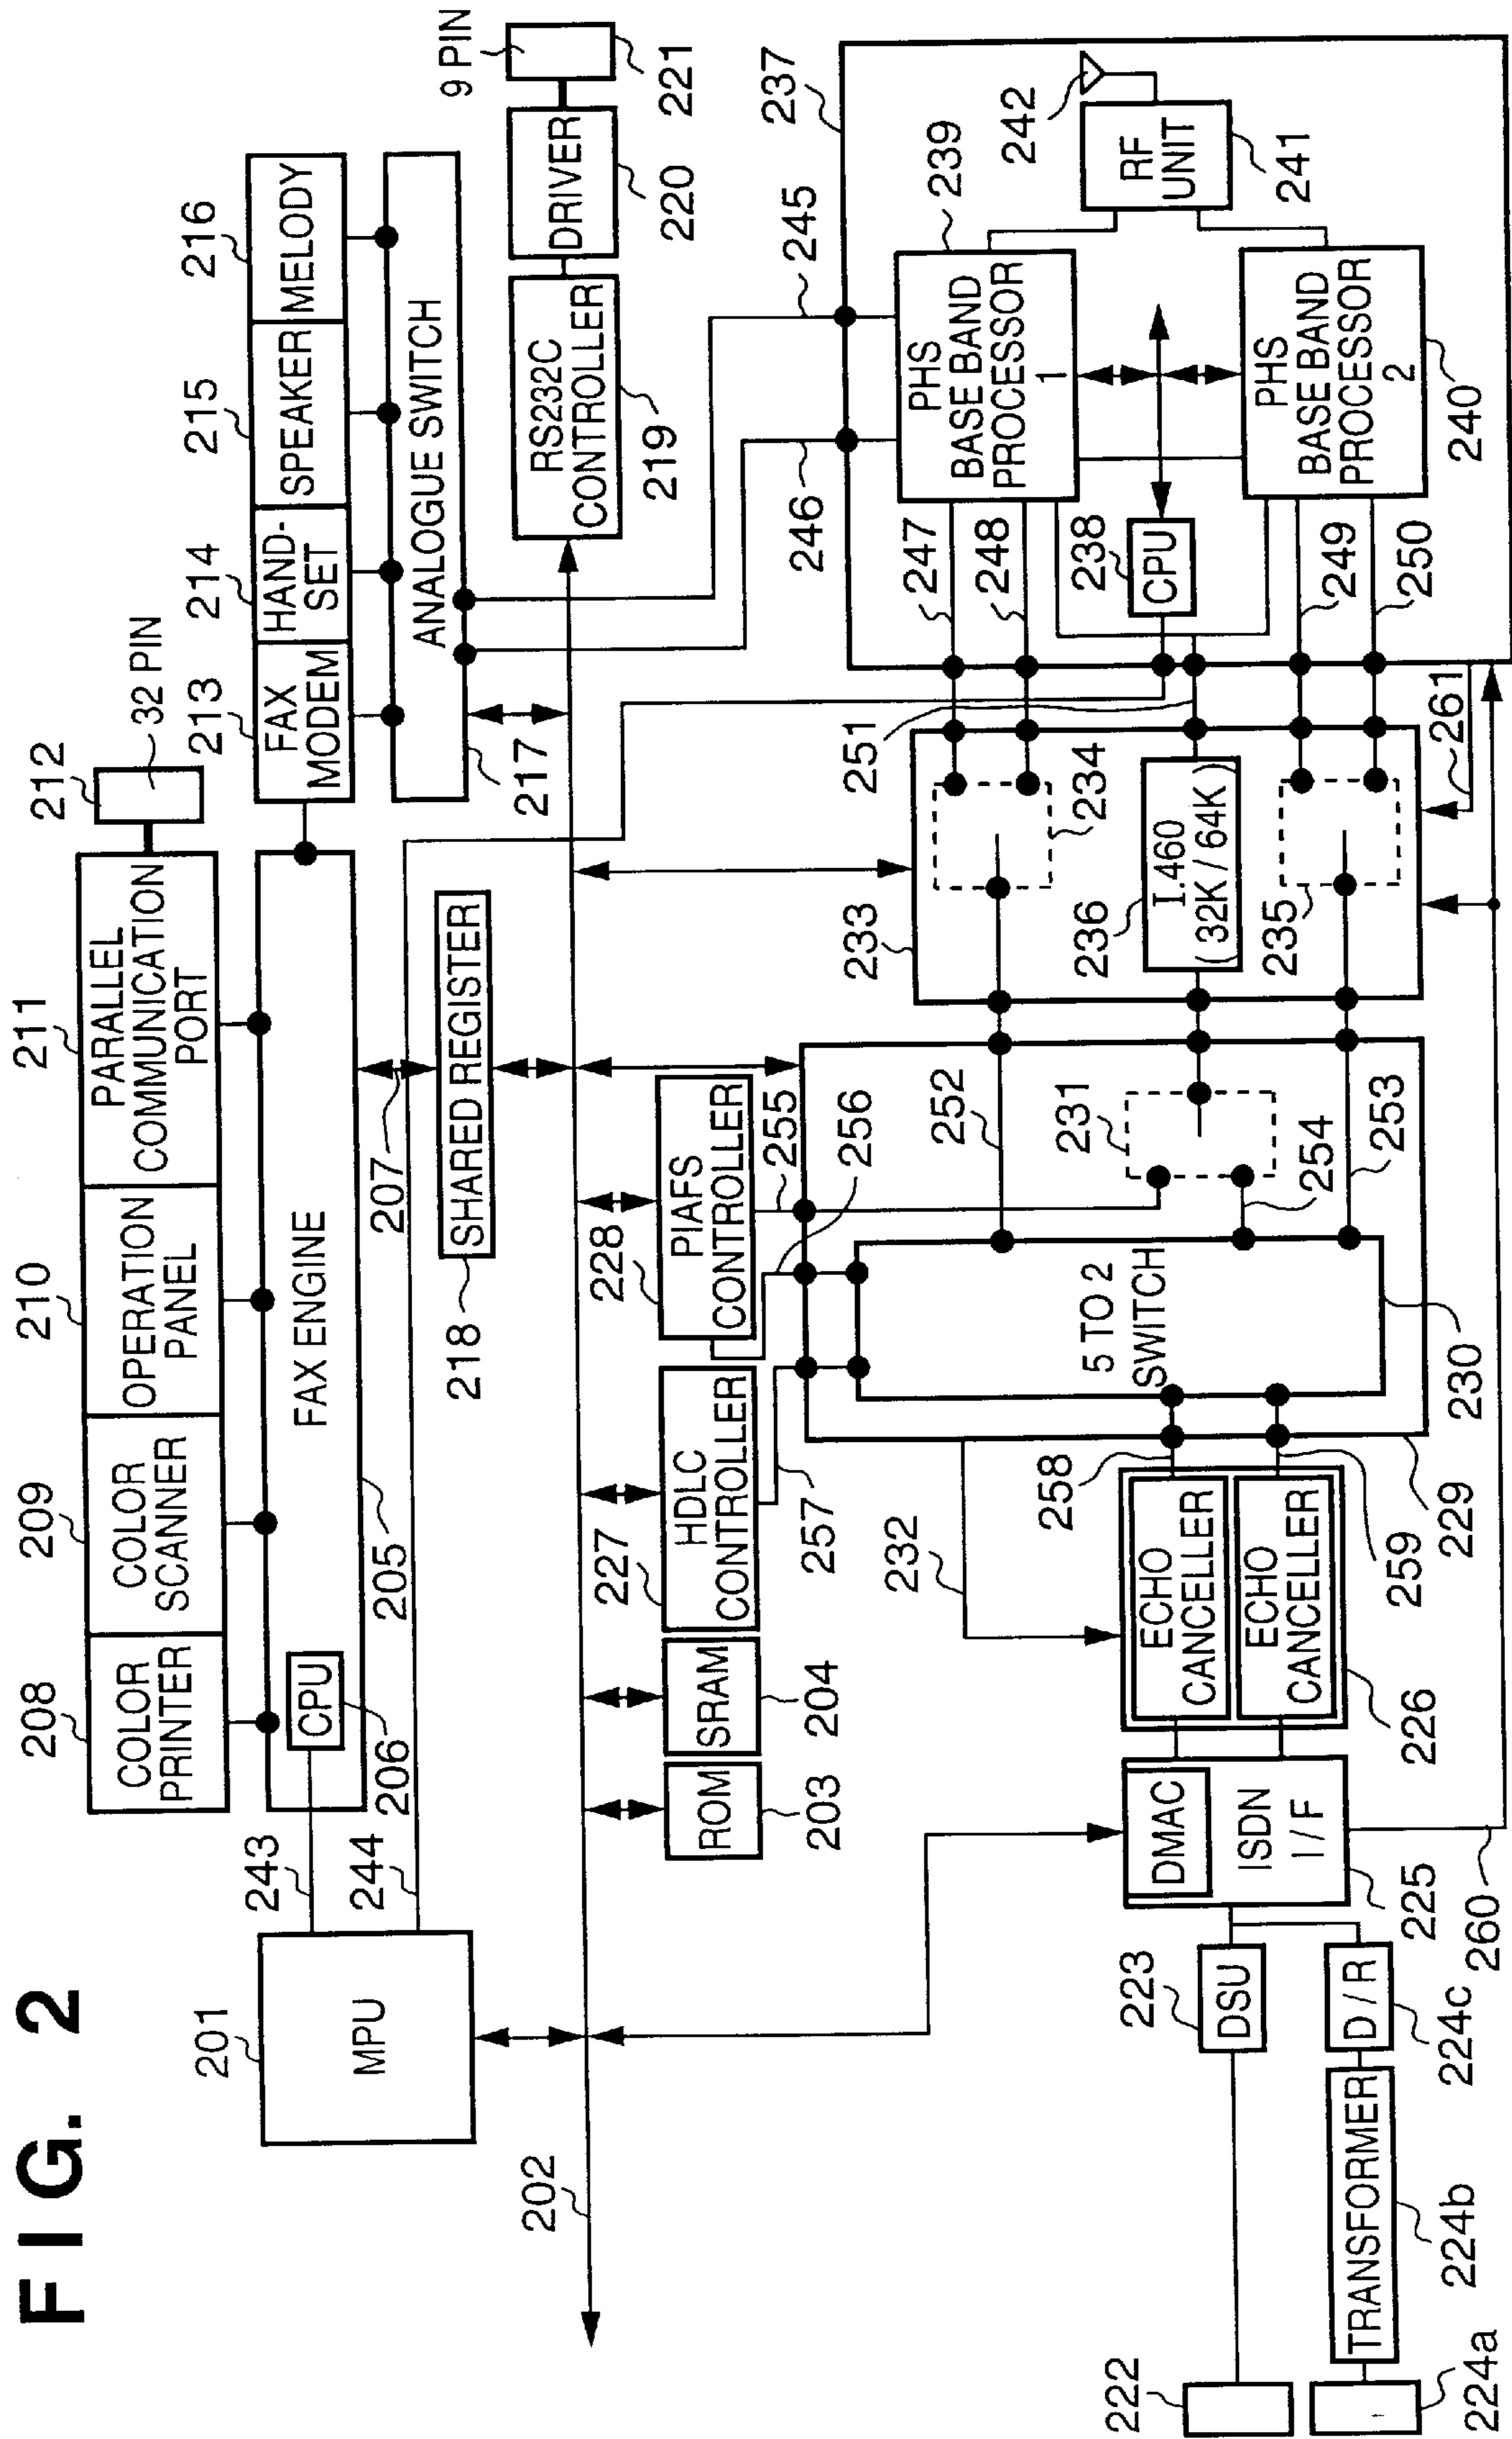 FIG. 2
201
MPU
202
243
244
208
COLOR
PRINTER
209
COLOR
SCANNER
210
OPERATION
PANEL
211
PARALLEL
COMMUNICATION
PORT
212
32 PIN
CPU
206
FAX ENGINE
205
207
213
FAX
MODEM
214
HAND-
SET
215
SPEAKER
216
MELODY
ANALOGUE SWITCH
217
218
SHARED REGISTER
RS232C
CONTROLLER
219
DRIVER
220
9 PIN
221
ROM
203
SRAM
204
227
HDLC
CONTROLLER
257
228
PIAFS
CONTROLLER
255
256
232
222
223
DSU
224a
TRANSFORMER
224b
D/R
224c
DMAC
ISDN
I/F
225
260
ECHO
CANCELLER
ECHO
CANCELLER
226
258
259
229
5 TO 2
SWITCH
230
252
231
254
253
233
234
236
I.460
(32K/64K)
235
251
261
246
245
237
247
248
238
CPU
249
250
PHS
BASE BAND
PROCESSOR
1
239
PHS
BASE BAND
PROCESSOR
2
240
RF
UNIT
241
242